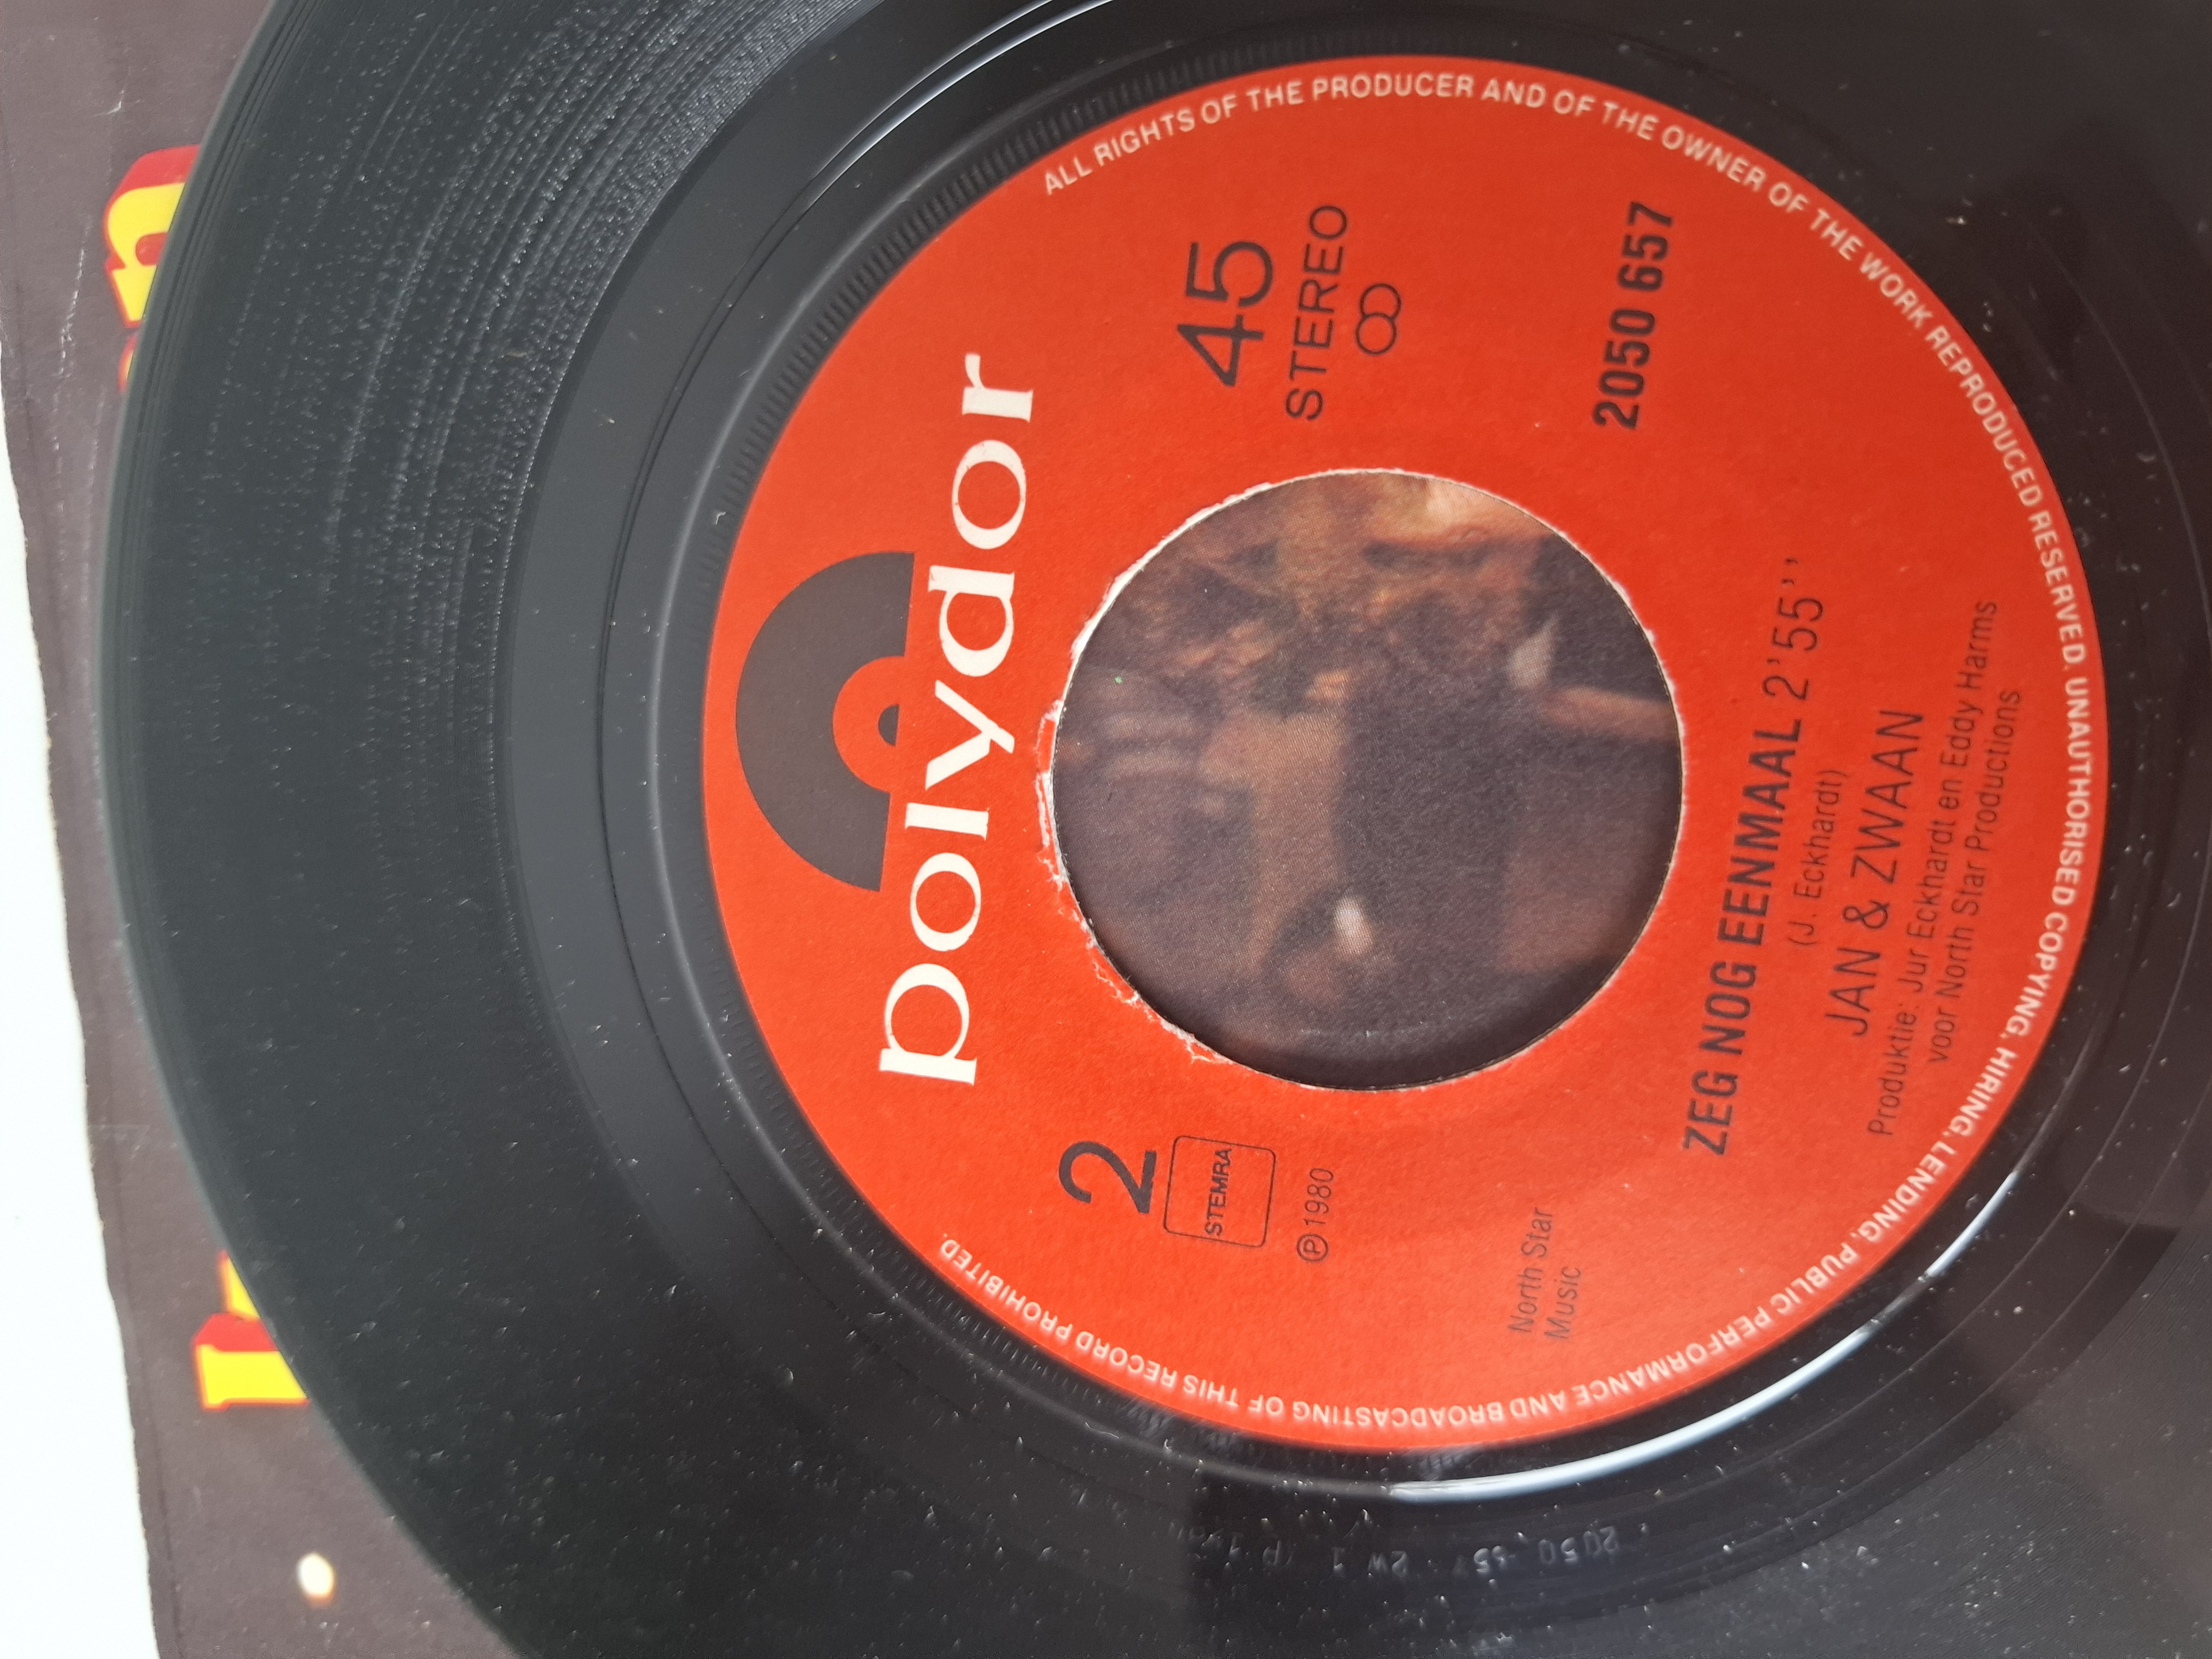 polydor
2
STEMRA
℗ 1980
45
STEREO
North Star
Music
2050 657
ZEG NOG EENMAAL 2'55''
(J. Eckhardt)
JAN & ZWAAN
Produktie: Jur Eckhardt en Eddy Harms
voor North Star Productions
ALL RIGHTS OF THE PRODUCER AND OF THE OWNER OF THE WORK REPRODUCED RESERVED. UNAUTHORISED COPYING, HIRING, LENDING, PUBLIC PERFORMANCE AND BROADCASTING OF THIS RECORD PROHIBITED.